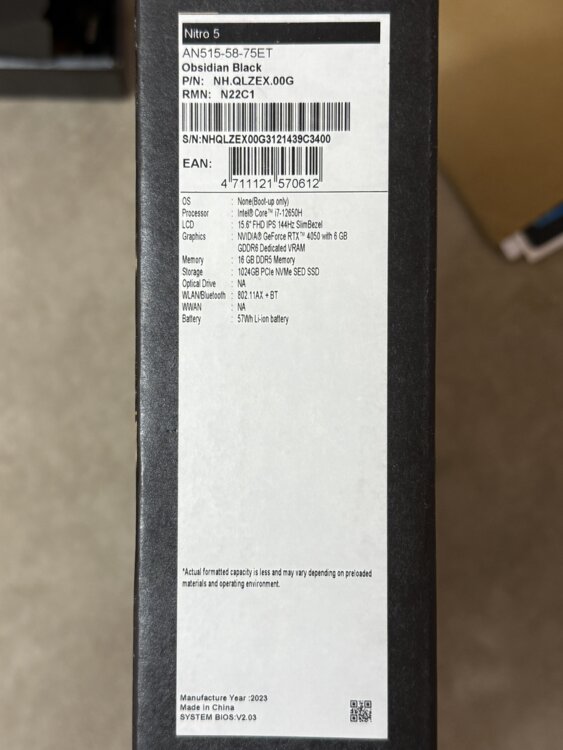 Nitro 5
AN515-58-75ET
Obsidian Black
P/N: NH.QLZEX.00G
RMN: N22C1
S/N:NHQLZEX00G3121439C3400
EAN:
4 711121 570612
OS : None(Boot-up only)
Processor : Intel® Core™ i7-12650H
LCD : 15.6" FHD IPS 144Hz SlimBezel
Graphics : NVIDIA® GeForce RTX™ 4050 with 6 GB
GDDR6 Dedicated VRAM
Memory : 16 GB DDR5 Memory
Storage : 1024GB PCIe NVMe SED SSD
Optical Drive : NA
WLAN/Bluetooth : 802.11AX + BT
WWAN : NA
Battery : 57Wh Li-ion battery
*Actual formatted capacity is less and may vary depending on preloaded
materials and operating environment.
Manufacture Year :2023
Made in China
SYSTEM BIOS:V2.03